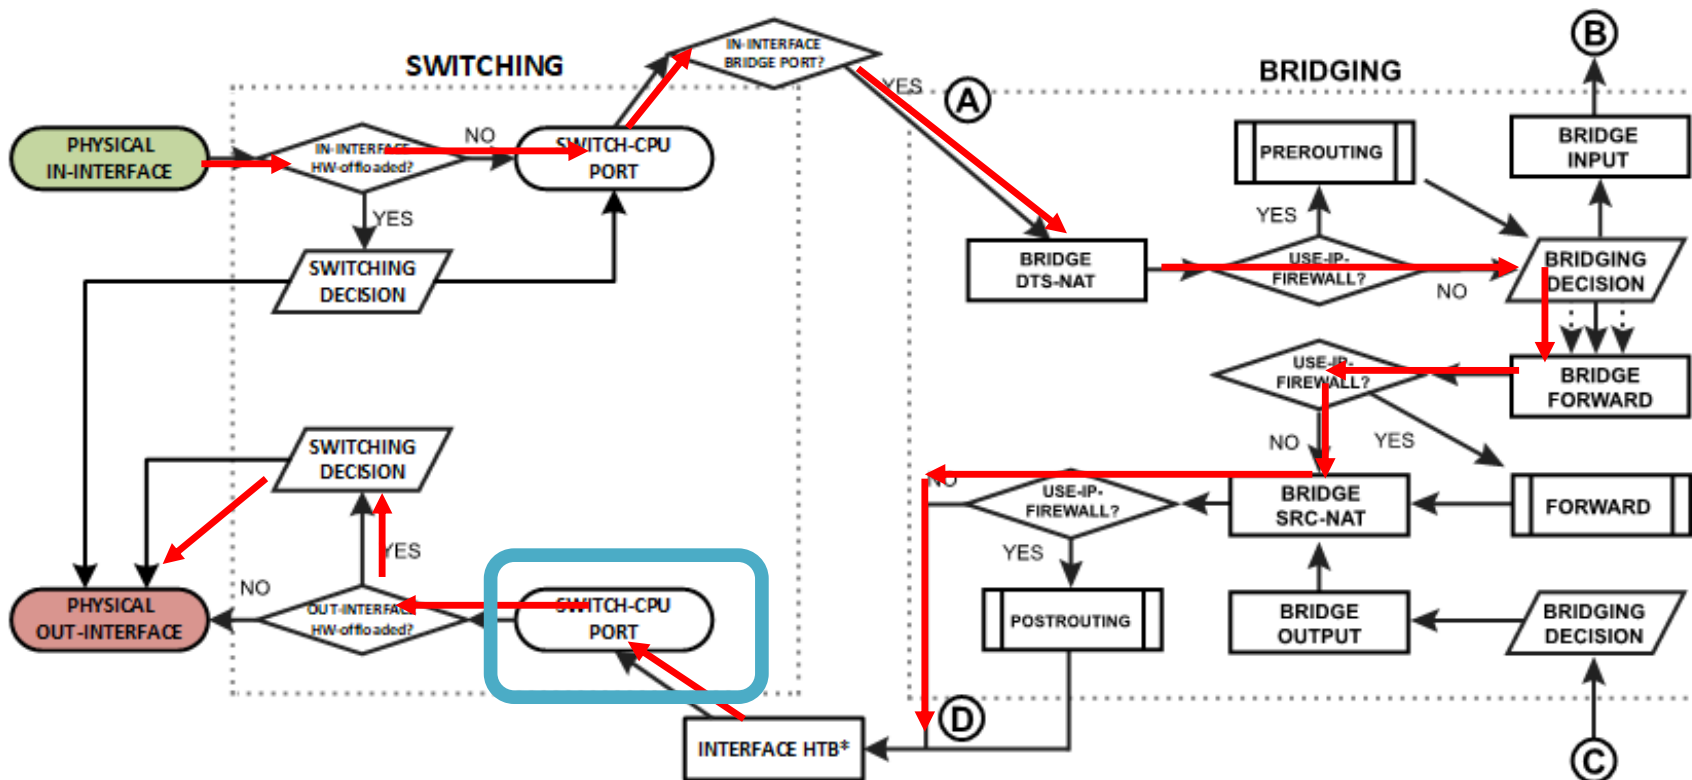 SWITCHING
BRIDGING
PHYSICAL
IN-INTERFACE
IN-INTERFACE
HW-offloaded?
NO
YES
SWITCH-CPU
PORT
IN-INTERFACE
BRIDGE PORT?
YES
A
SWITCHING
DECISION
BRIDGE
DTS-NAT
USE-IP-
FIREWALL?
YES
NO
PREROUTING
BRIDGING
DECISION
BRIDGE
INPUT
B
BRIDGE
FORWARD
USE-IP-
FIREWALL?
NO
YES
FORWARD
BRIDGE
SRC-NAT
USE-IP-
FIREWALL?
NO
YES
POSTROUTING
BRIDGE
OUTPUT
BRIDGING
DECISION
C
D
INTERFACE HTB*
SWITCH-CPU
PORT
OUT-INTERFACE
HW-offloaded?
YES
NO
SWITCHING
DECISION
PHYSICAL
OUT-INTERFACE